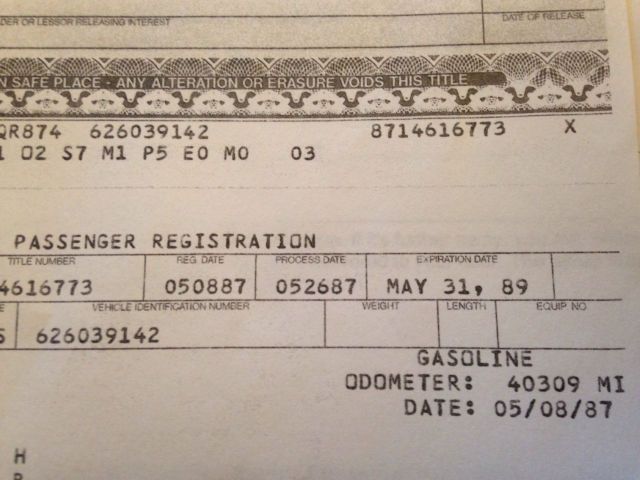 DER OR LESSOR RELEASING INTEREST
DATE OF RELEASE
N SAFE PLACE - ANY ALTERATION OR ERASURE VOIDS THIS TITLE
QR874 626039142 8714616773 X
1 02 S7 M1 P5 E0 M0 03
PASSENGER REGISTRATION
TITLE NUMBER REG DATE PROCESS DATE EXPIRATION DATE
4616773 050887 052687 MAY 31, 89
E VEHICLE IDENTIFICATION NUMBER WEIGHT LENGTH EQUIP. NO
S 626039142
GASOLINE
ODOMETER: 40309 MI
DATE: 05/08/87
H